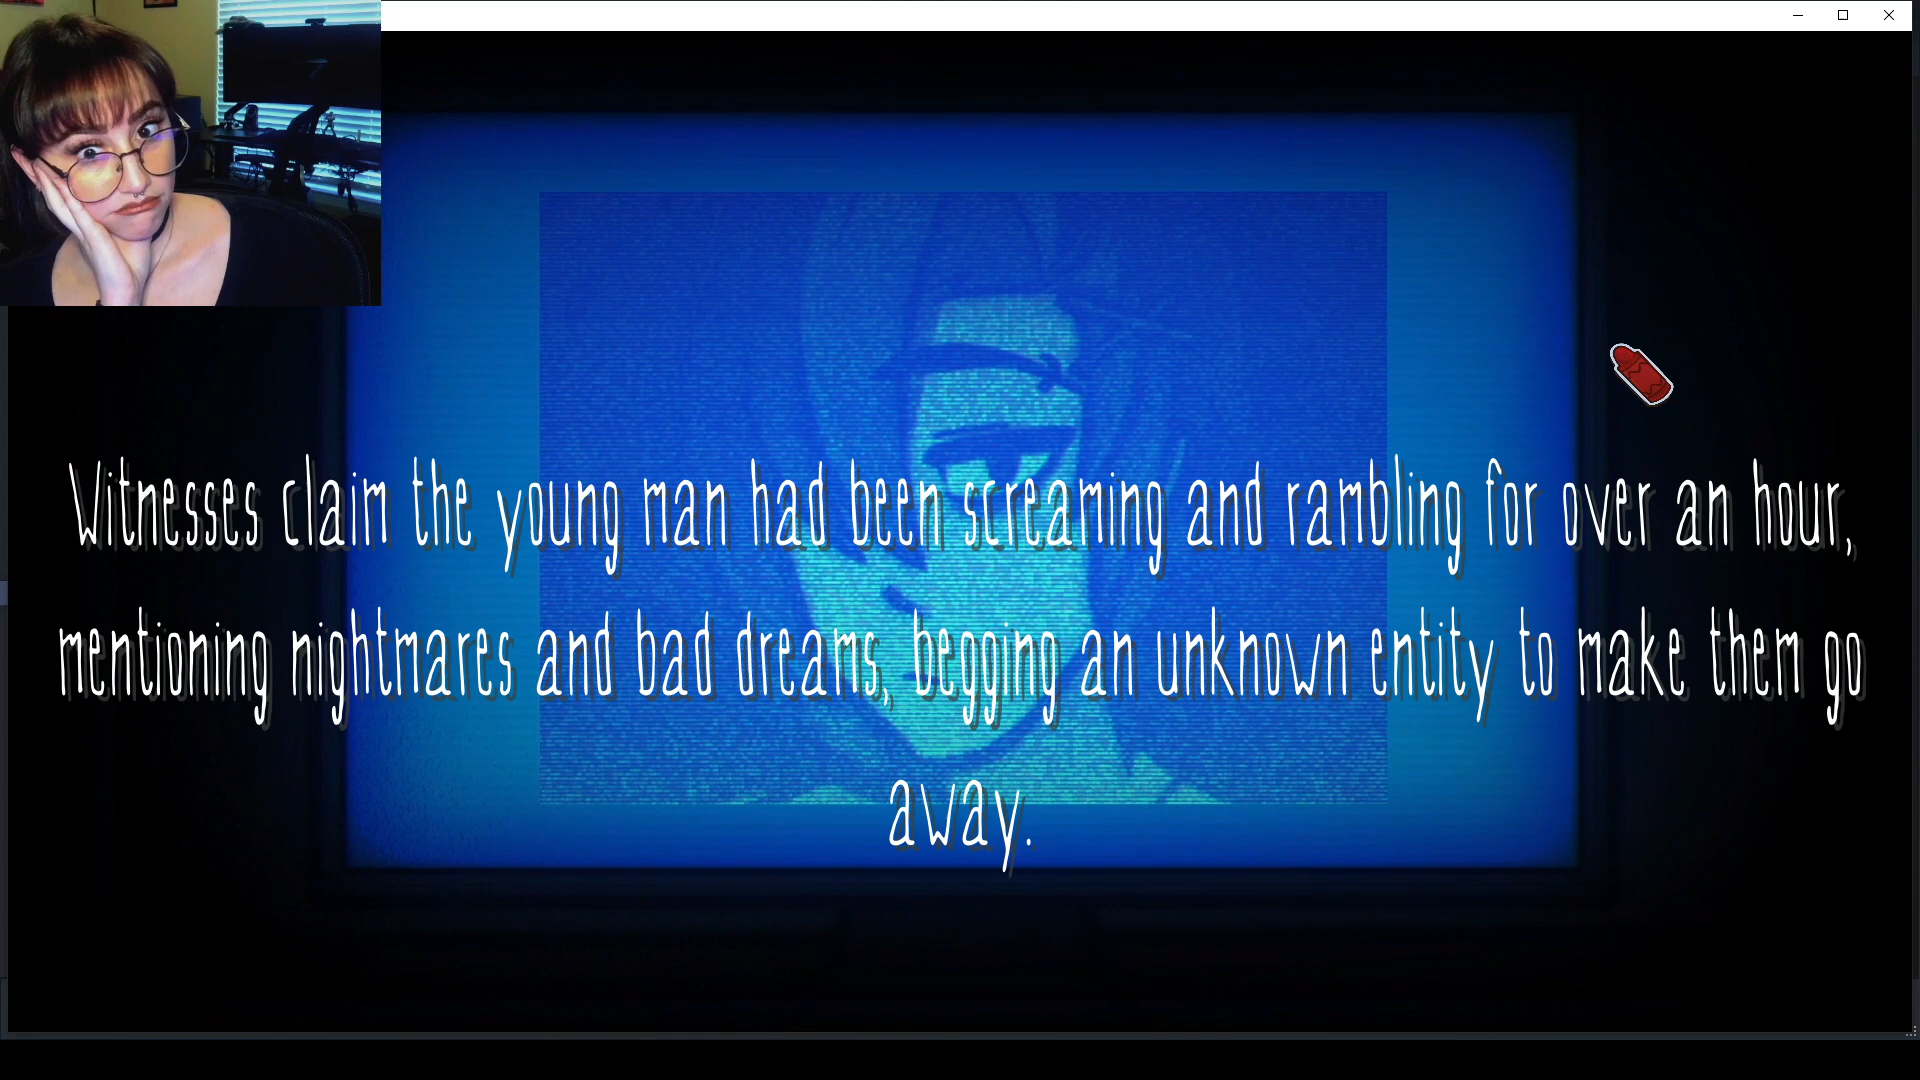 Witnesses claim the young man had been screaming and rambling for over an hour,
mentioning nightmares and bad dreams, begging an unknown entity to make them go
away.